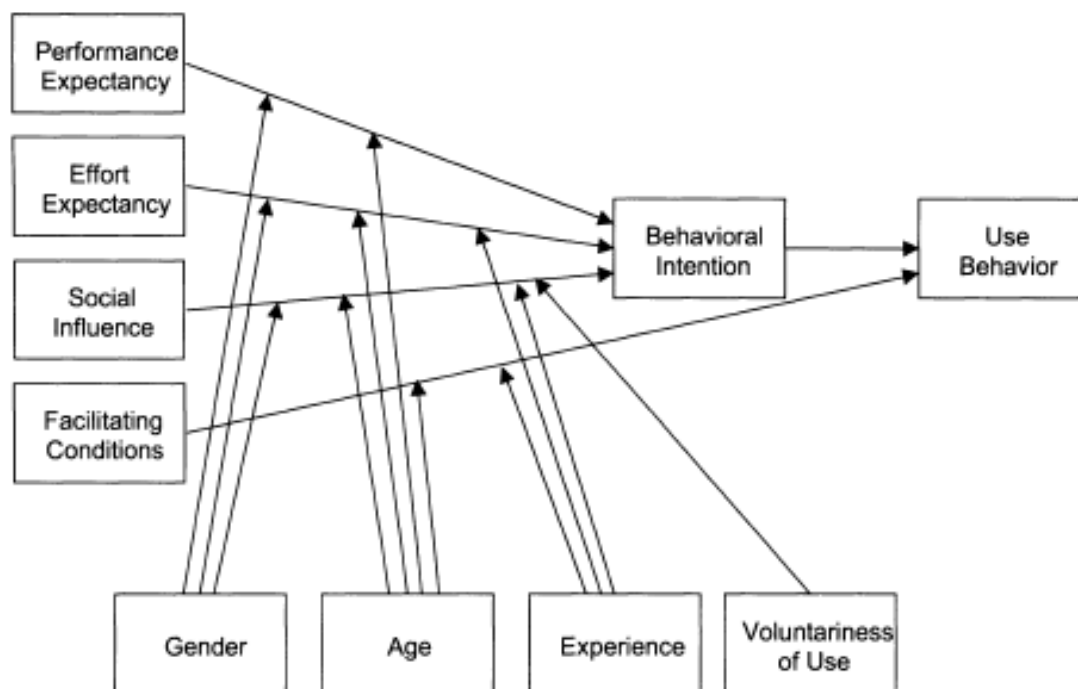 Performance
Expectancy
Effort
Expectancy
Social
Influence
Facilitating
Conditions
Behavioral
Intention
Use
Behavior
Gender
Age
Experience
Voluntariness
of Use